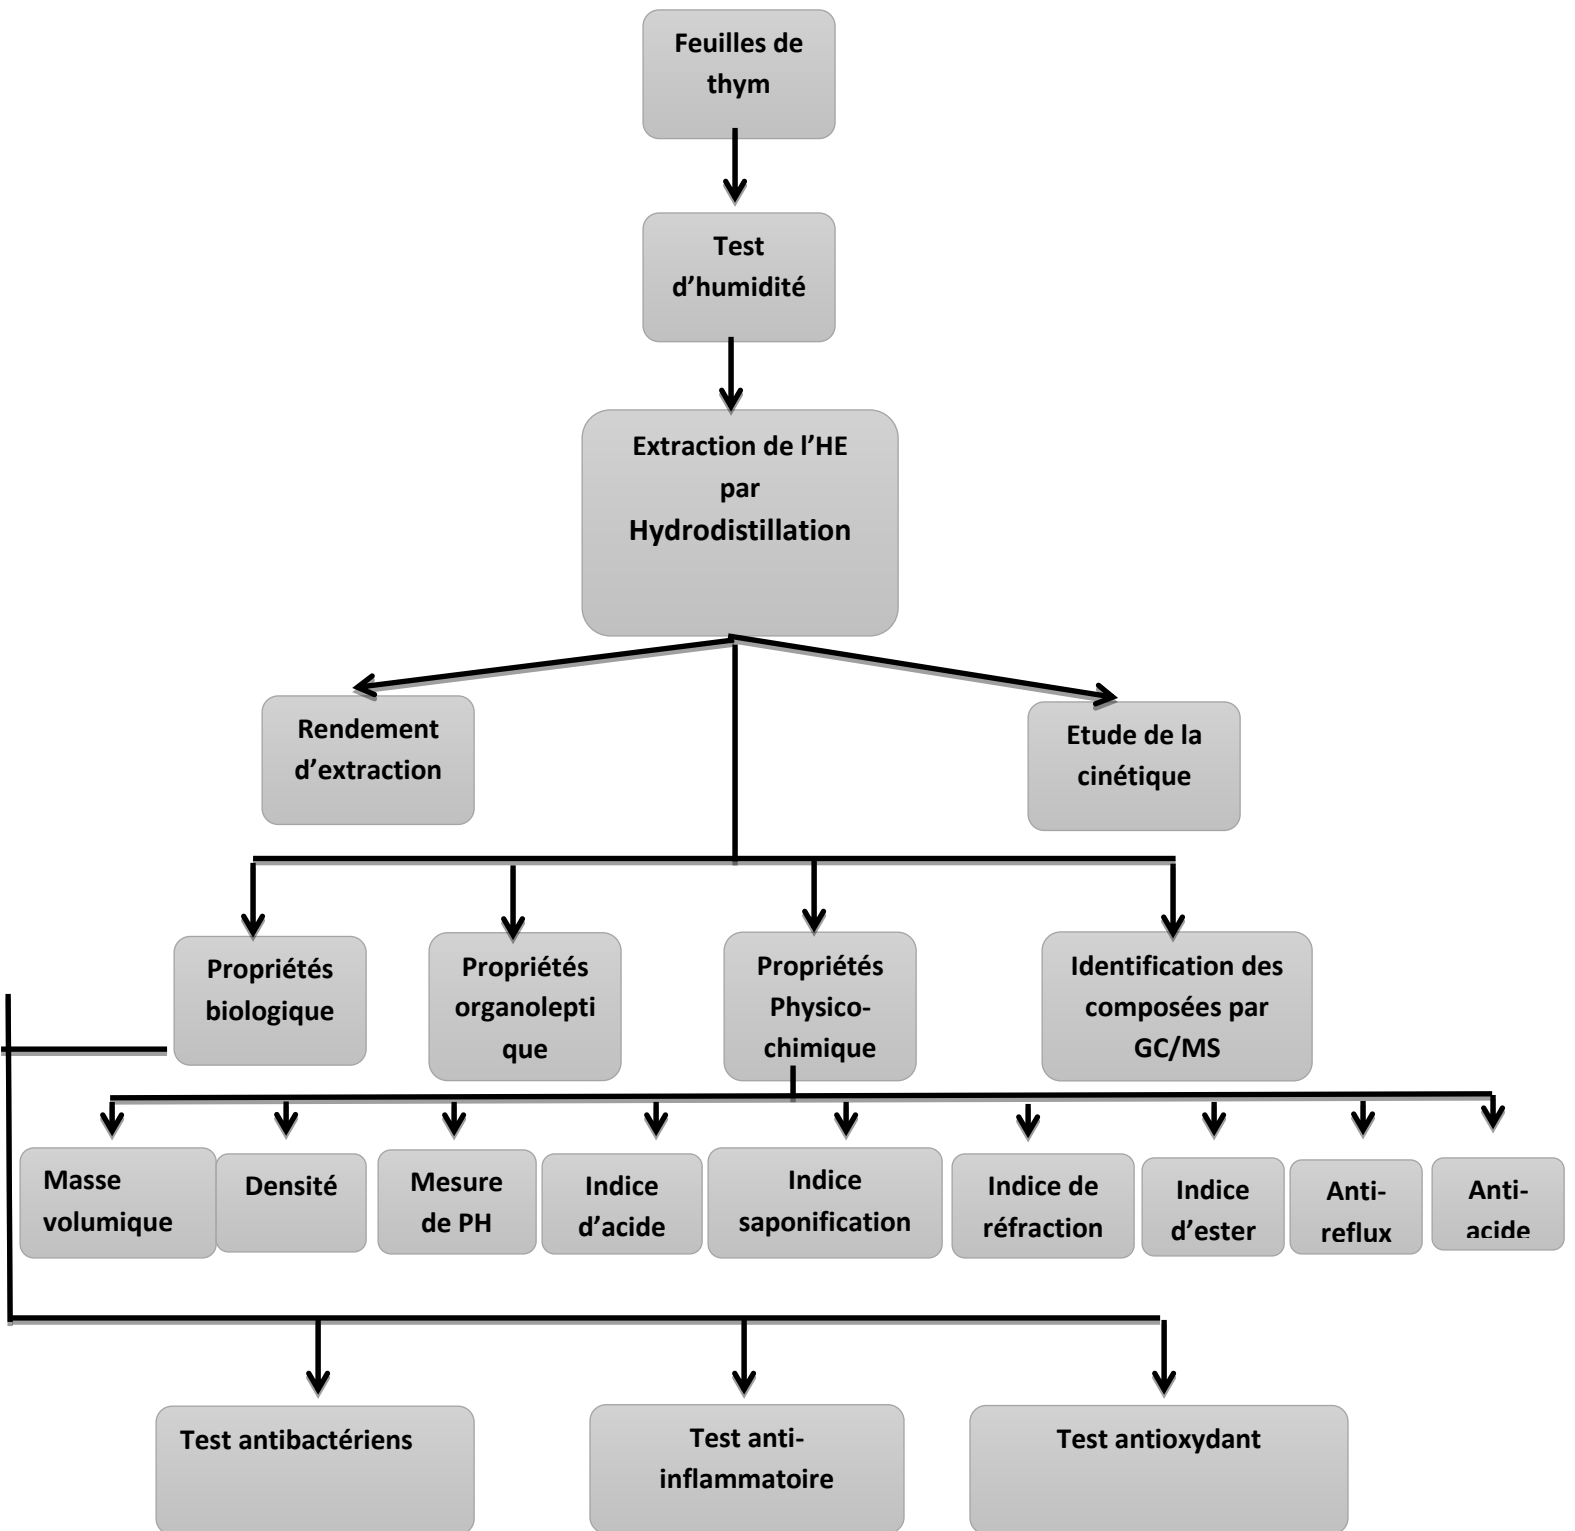 Feuilles de
thym
Test
d’humidité
Extraction de l’HE
par
Hydrodistillation
Rendement
d’extraction
Etude de la
cinétique
Propriétés
biologique
Propriétés
organolepti
que
Propriétés
Physico-
chimique
Identification des
composées par
GC/MS
Masse
volumique
Densité
Mesure
de PH
Indice
d’acide
Indice
saponification
Indice de
réfraction
Indice
d’ester
Anti-
reflux
Anti-
acide
Test antibactériens
Test anti-
inflammatoire
Test antioxydant